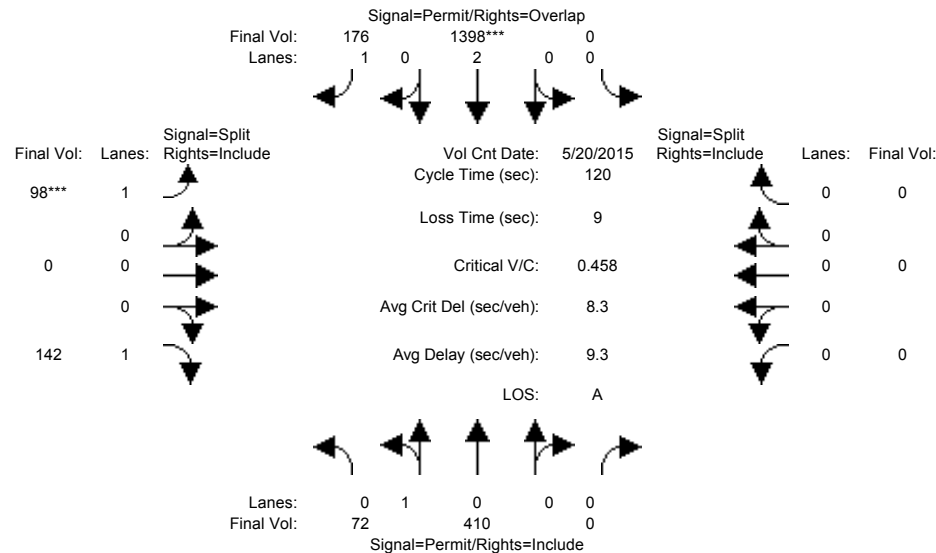 Signal=Permit/Rights=Overlap
Final Vol: 176 1398*** 0
Lanes: 1 0 2 0 0
Signal=Split Signal=Split
Final Vol: Lanes: Rights=Include Vol Cnt Date: 5/20/2015 Rights=Include Lanes: Final Vol:
Cycle Time (sec): 120
98*** 1 0 0
Loss Time (sec): 9
0 0
0 0 Critical V/C: 0.458 0 0
0 Avg Crit Del (sec/veh): 8.3 0
142 1 Avg Delay (sec/veh): 9.3 0 0
LOS: A
Lanes: 0 1 0 0 0
Final Vol: 72 410 0
Signal=Permit/Rights=Include